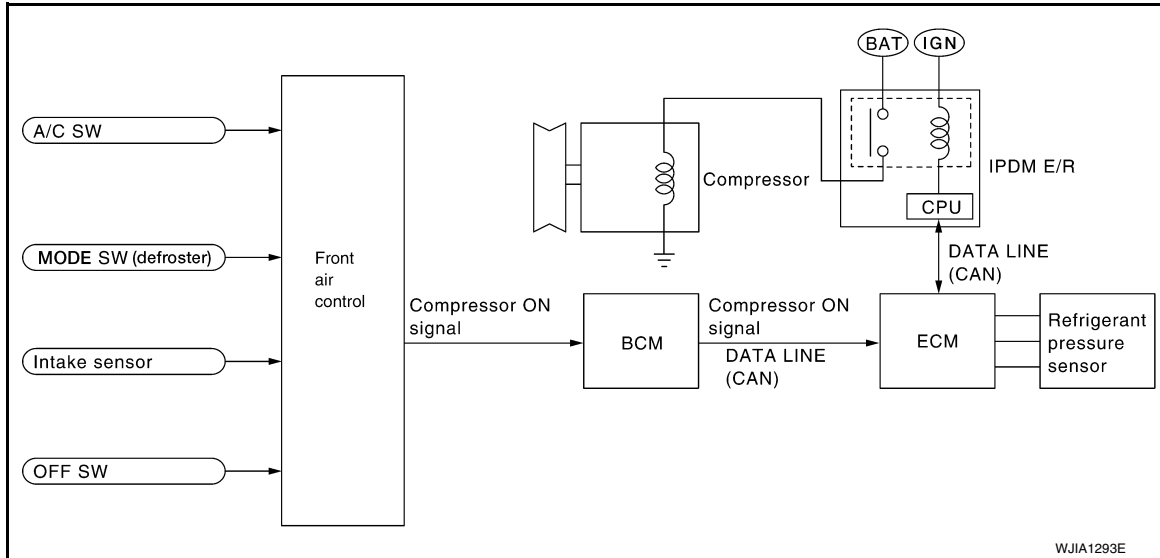 BAT
IGN
A/C SW
IPDM E/R
Compressor
CPU
MODE SW (defroster)
Front
air
control
DATA LINE
(CAN)
Compressor ON
signal
BCM
Compressor ON
signal
DATA LINE
(CAN)
ECM
Refrigerant
pressure
sensor
Intake sensor
OFF SW
WJIA1293E